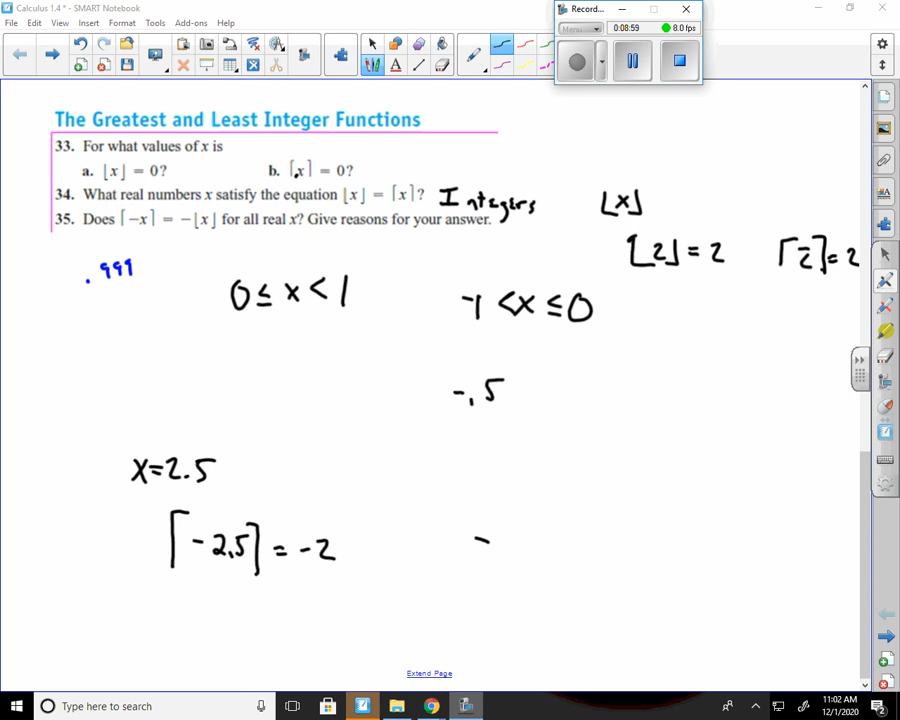 Calculus 1.4 * - SMART Notebook
File Edit View Insert Format Tools Add-ons Help
Record...
Menu 0:08:59 8.0 fps
The Greatest and Least Integer Functions
33. For what values of x is
a. ⌊x⌋ = 0? b. ⌈x⌉ = 0?
34. What real numbers x satisfy the equation ⌊x⌋ = ⌈x⌉? Integers
35. Does ⌈−x⌉ = −⌊x⌋ for all real x? Give reasons for your answer.
⌊x⌋
⌊2⌋ = 2 ⌈2⌉ = 2
.999
0 ≤ x < 1 -1 < x ≤ 0
-.5
x=2.5
⌈-2.5⌉ = -2 -
Extend Page
Type here to search
11:02 AM
12/1/2020
2